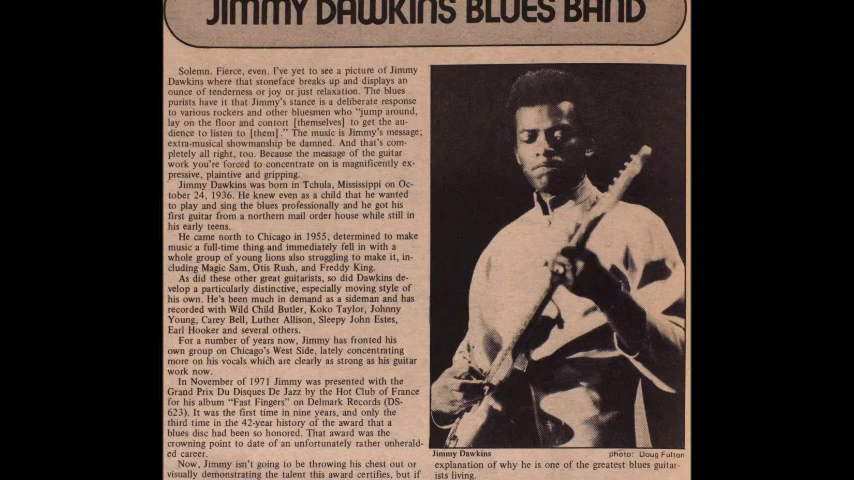 JIMMY DAWKINS BLUES BAND
Solemn. Fierce, even. I've yet to see a picture of Jimmy
Dawkins where that stoneface breaks up and displays an
ounce of tenderness or joy or just relaxation. The blues
purists have it that Jimmy's stance is a deliberate response
to various rockers and other bluesmen who "jump around,
lay on the floor and contort [themselves] to get the au-
dience to listen to [them]." The music is Jimmy's message;
extra-musical showmanship be damned. And that's com-
pletely all right, too. Because the message of the guitar
work you're forced to concentrate on is magnificently ex-
pressive, plaintive and gripping.
Jimmy Dawkins was born in Tchula, Mississippi on Oc-
tober 24, 1936. He knew even as a child that he wanted
to play and sing the blues professionally and he got his
first guitar from a northern mail order house while still in
his early teens.
He came north to Chicago in 1955, determined to make
music a full-time thing and immediately fell in with a
whole group of young lions also struggling to make it, in-
cluding Magic Sam, Otis Rush, and Freddy King.
As did these other great guitarists, so did Dawkins de-
velop a particularly distinctive, especially moving style of
his own. He's been much in demand as a sideman and has
recorded with Wild Child Butler, Koko Taylor, Johnny
Young, Carey Bell, Luther Allison, Sleepy John Estes,
Earl Hooker and several others.
For a number of years now, Jimmy has fronted his
own group on Chicago's West Side, lately concentrating
more on his vocals which are clearly as strong as his guitar
work now.
In November of 1971 Jimmy was presented with the
Grand Prix Du Disques De Jazz by the Hot Club of France
for his album "Fast Fingers" on Delmark Records (DS-
623). It was the first time in nine years, and only the
third time in the 42-year history of the award that a
blues disc had been so honored. That award was the
crowning point to date of an unfortunately rather unherald-
ed career.
Now, Jimmy isn't going to be throwing his chest out or
visually demonstrating the talent this award certifies, but if
Jimmy Dawkins
photo: Doug Fulton
explanation of why he is one of the greatest blues guitar-
ists living.